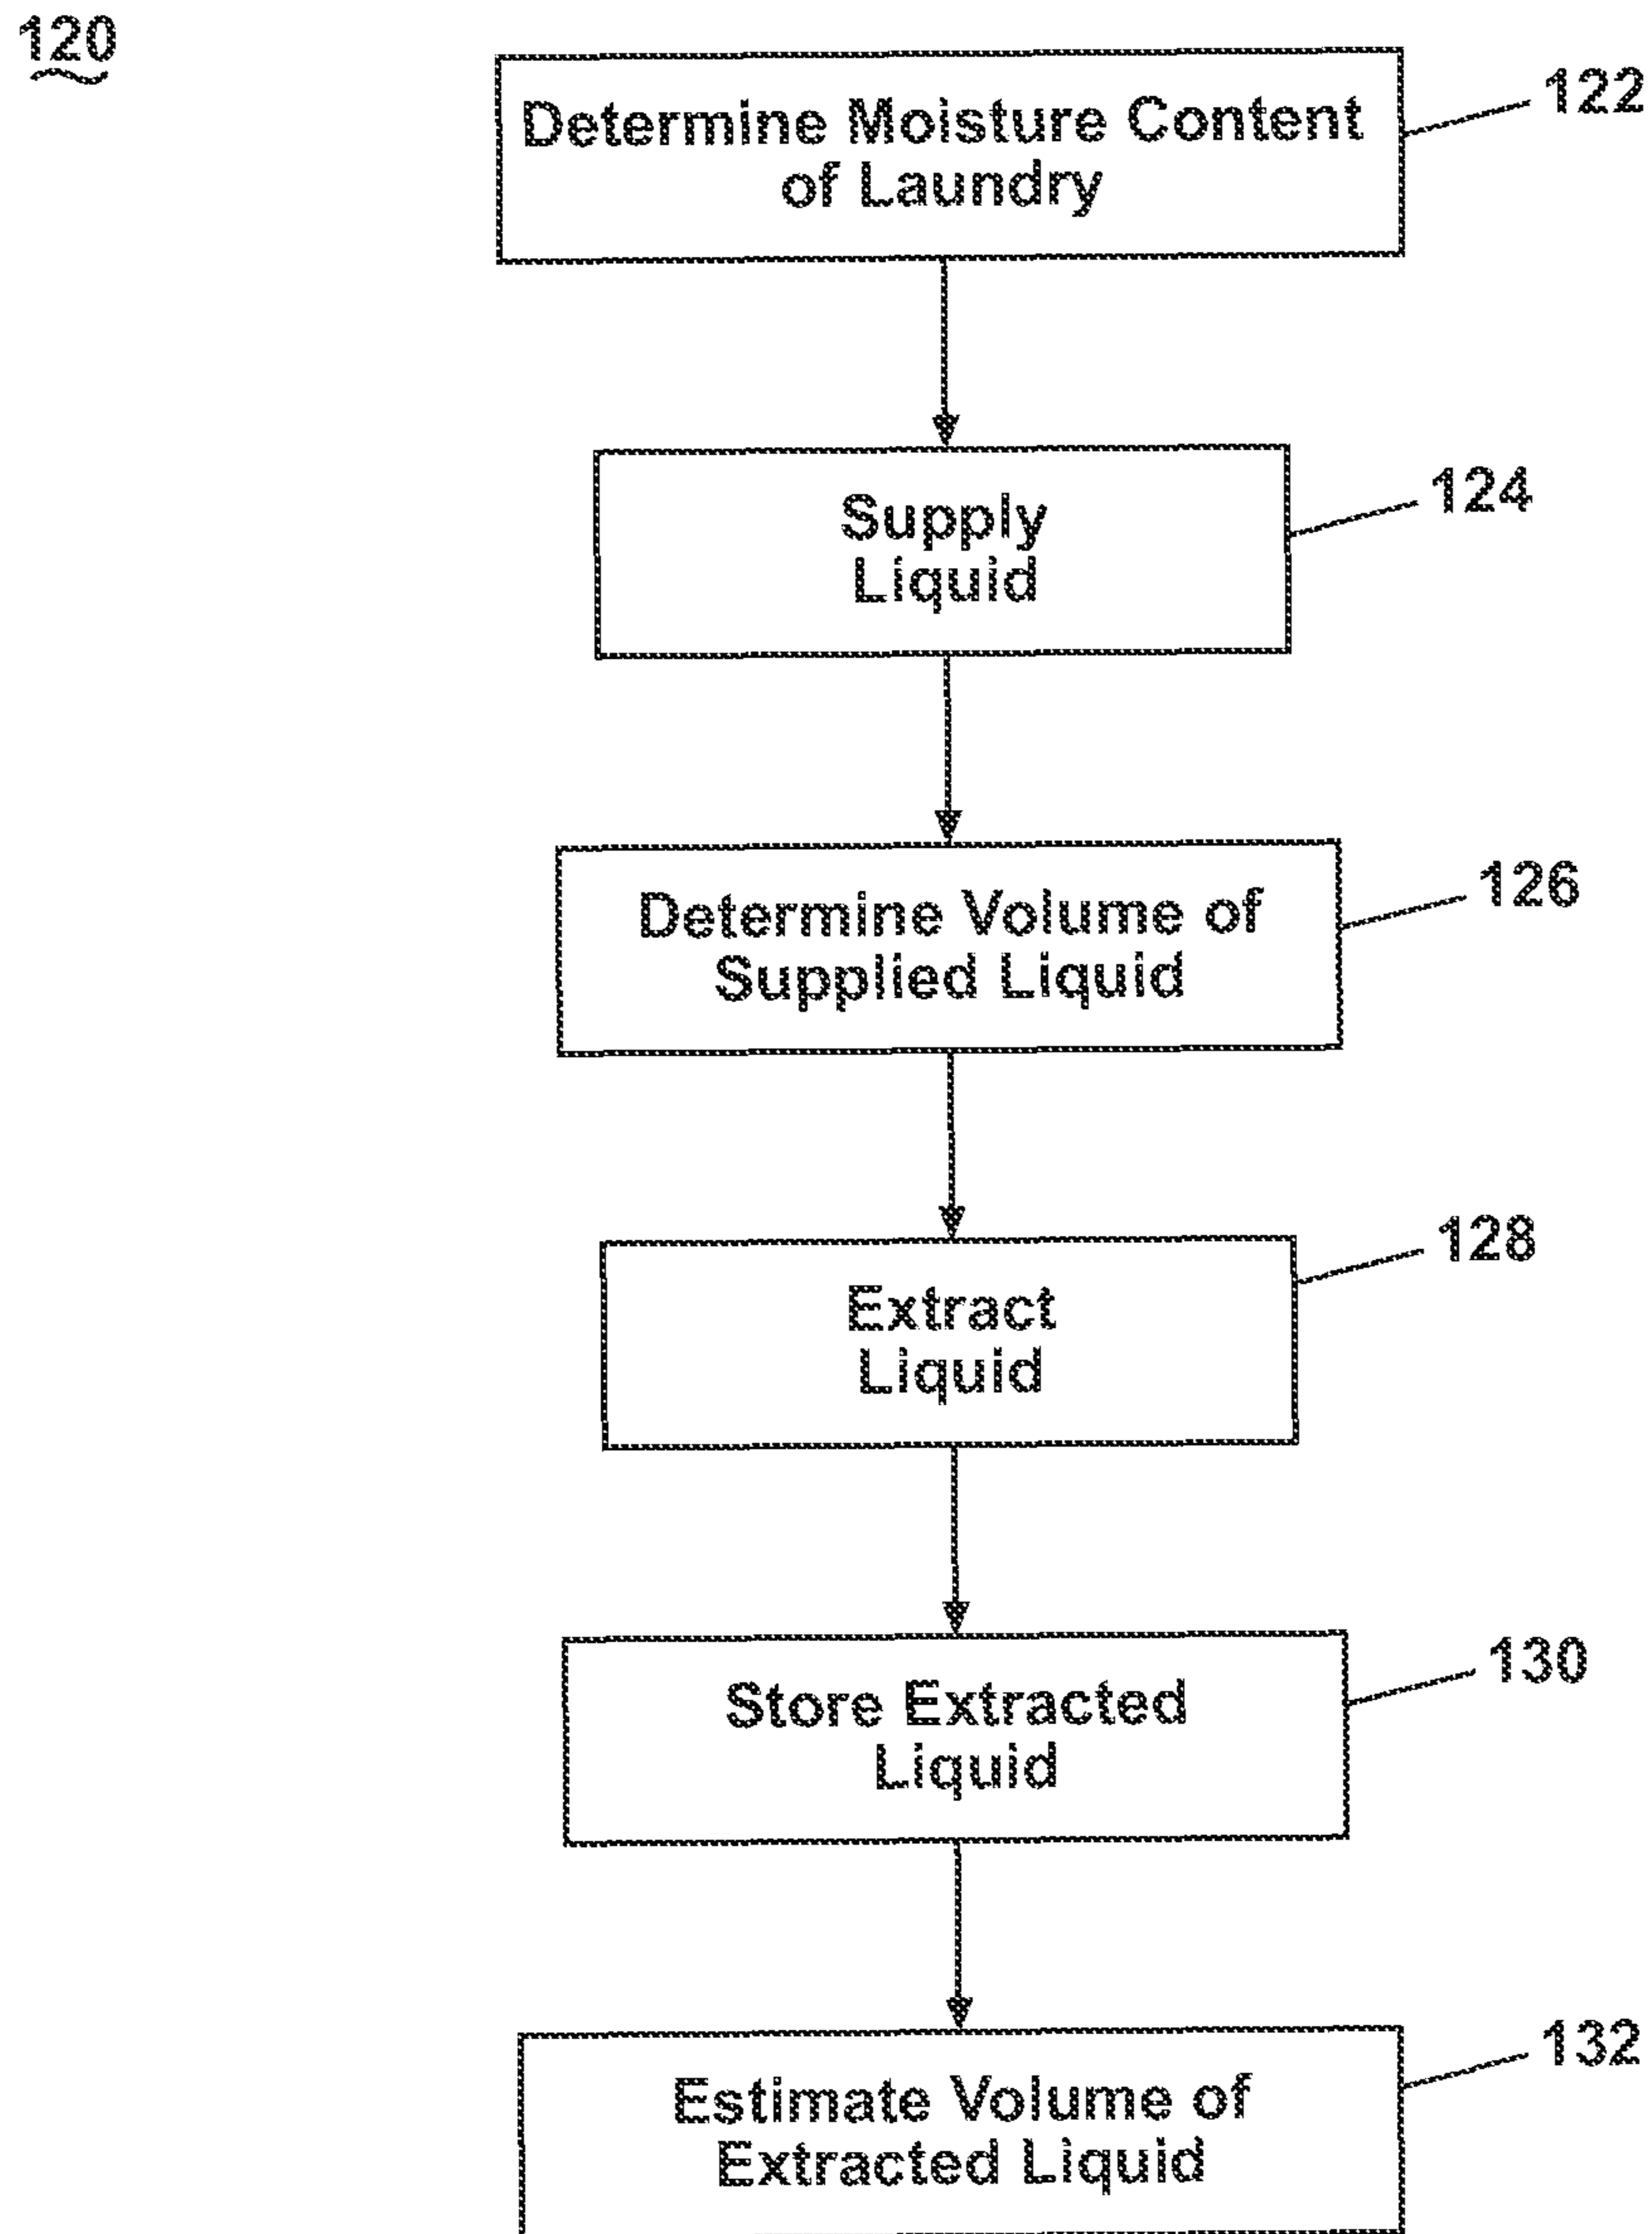 120
Determine Moisture Content
of Laundry
122
Supply
Liquid
124
Determine Volume of
Supplied Liquid
126
Extract
Liquid
128
Store Extracted
Liquid
130
Estimate Volume of
Extracted Liquid
132